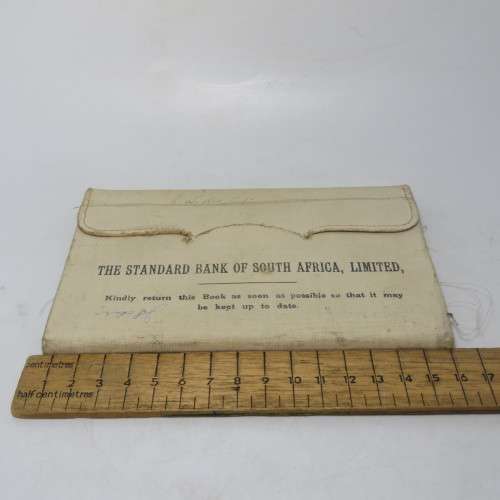 THE STANDARD BANK OF SOUTH AFRICA, LIMITED,
Kindly return this Book as soon as possible so that it may
be kept up to date.
centimetres 1 2 3 4 5 6 7 8 9 10 11 12 13 14 15 16 17
half centimetres